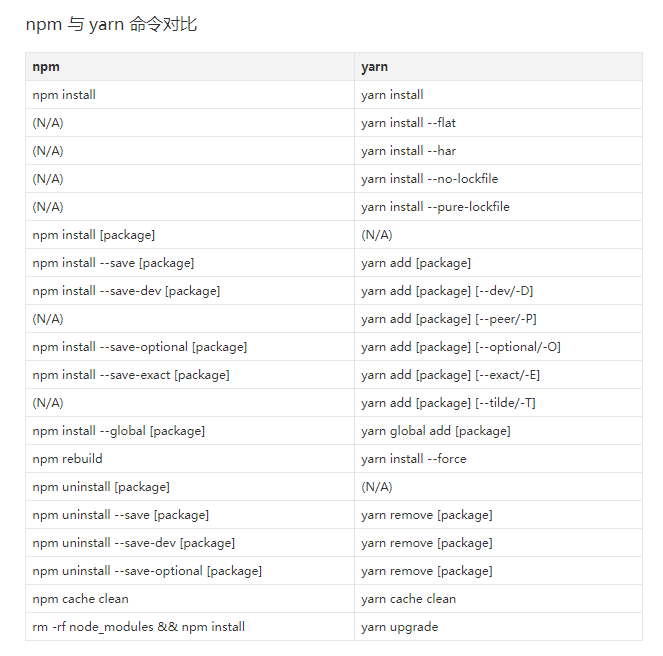 npm 与 yarn 命令对比
npm yarn
npm install yarn install
(N/A) yarn install --flat
(N/A) yarn install --har
(N/A) yarn install --no-lockfile
(N/A) yarn install --pure-lockfile
npm install [package] (N/A)
npm install --save [package] yarn add [package]
npm install --save-dev [package] yarn add [package] [--dev/-D]
(N/A) yarn add [package] [--peer/-P]
npm install --save-optional [package] yarn add [package] [--optional/-O]
npm install --save-exact [package] yarn add [package] [--exact/-E]
(N/A) yarn add [package] [--tilde/-T]
npm install --global [package] yarn global add [package]
npm rebuild yarn install --force
npm uninstall [package] (N/A)
npm uninstall --save [package] yarn remove [package]
npm uninstall --save-dev [package] yarn remove [package]
npm uninstall --save-optional [package] yarn remove [package]
npm cache clean yarn cache clean
rm -rf node_modules && npm install yarn upgrade